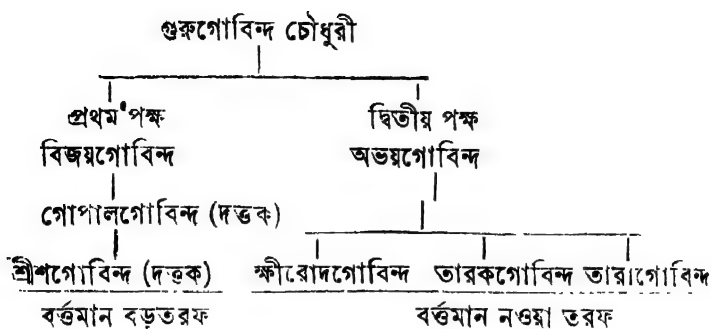 গুরুগোবিন্দ চৌধুরী
প্রথম পক্ষ দ্বিতীয় পক্ষ
বিজয়গোবিন্দ অভয়গোবিন্দ
গোপালগোবিন্দ (দত্তক)
শ্রীশগোবিন্দ (দত্তক) ক্ষীরোদগোবিন্দ তারকগোবিন্দ তারাগোবিন্দ
বর্ত্তমান বড়তরফ বর্ত্তমান নওয়া তরফ